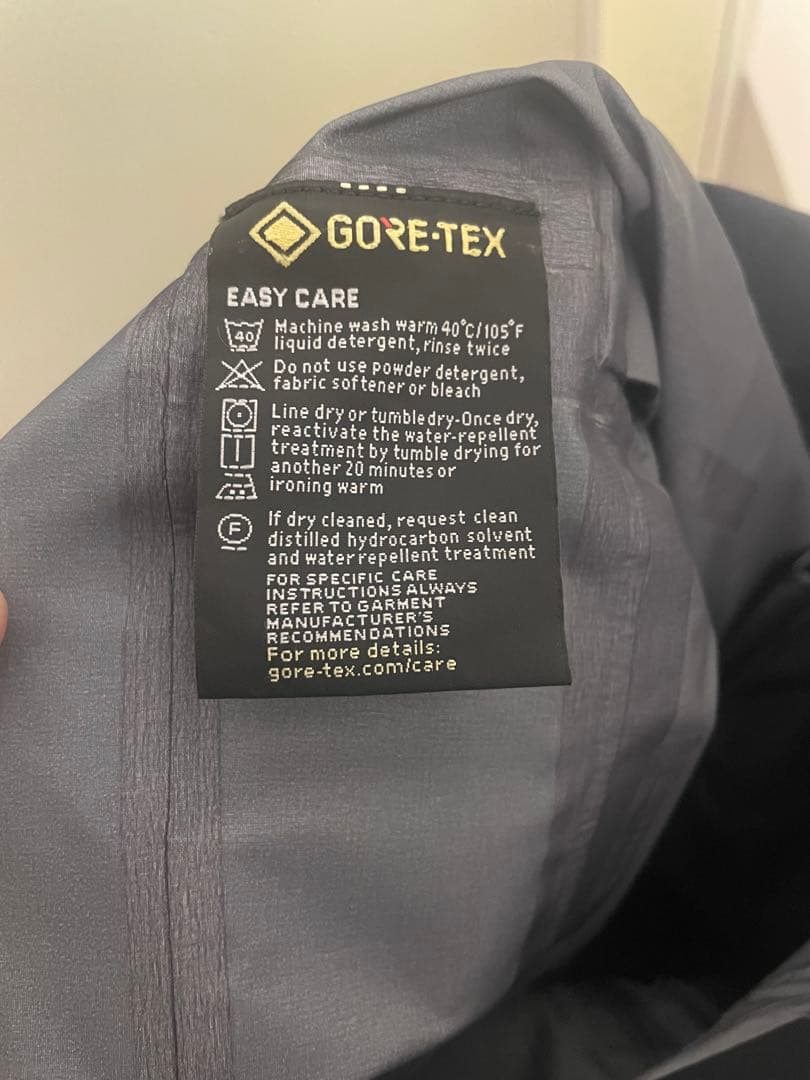 GORE-TEX
EASY CARE
40
Machine wash warm 40°C/105°F
liquid detergent, rinse twice
Do not use powder detergent,
fabric softener or bleach
Line dry or tumble dry-Once dry,
reactivate the water-repellent
treatment by tumble drying for
another 20 minutes or
ironing warm
F
If dry cleaned, request clean
distilled hydrocarbon solvent
and water repellent treatment
FOR SPECIFIC CARE
INSTRUCTIONS ALWAYS
REFER TO GARMENT
MANUFACTURER'S
RECOMMENDATIONS
For more details:
gore-tex.com/care